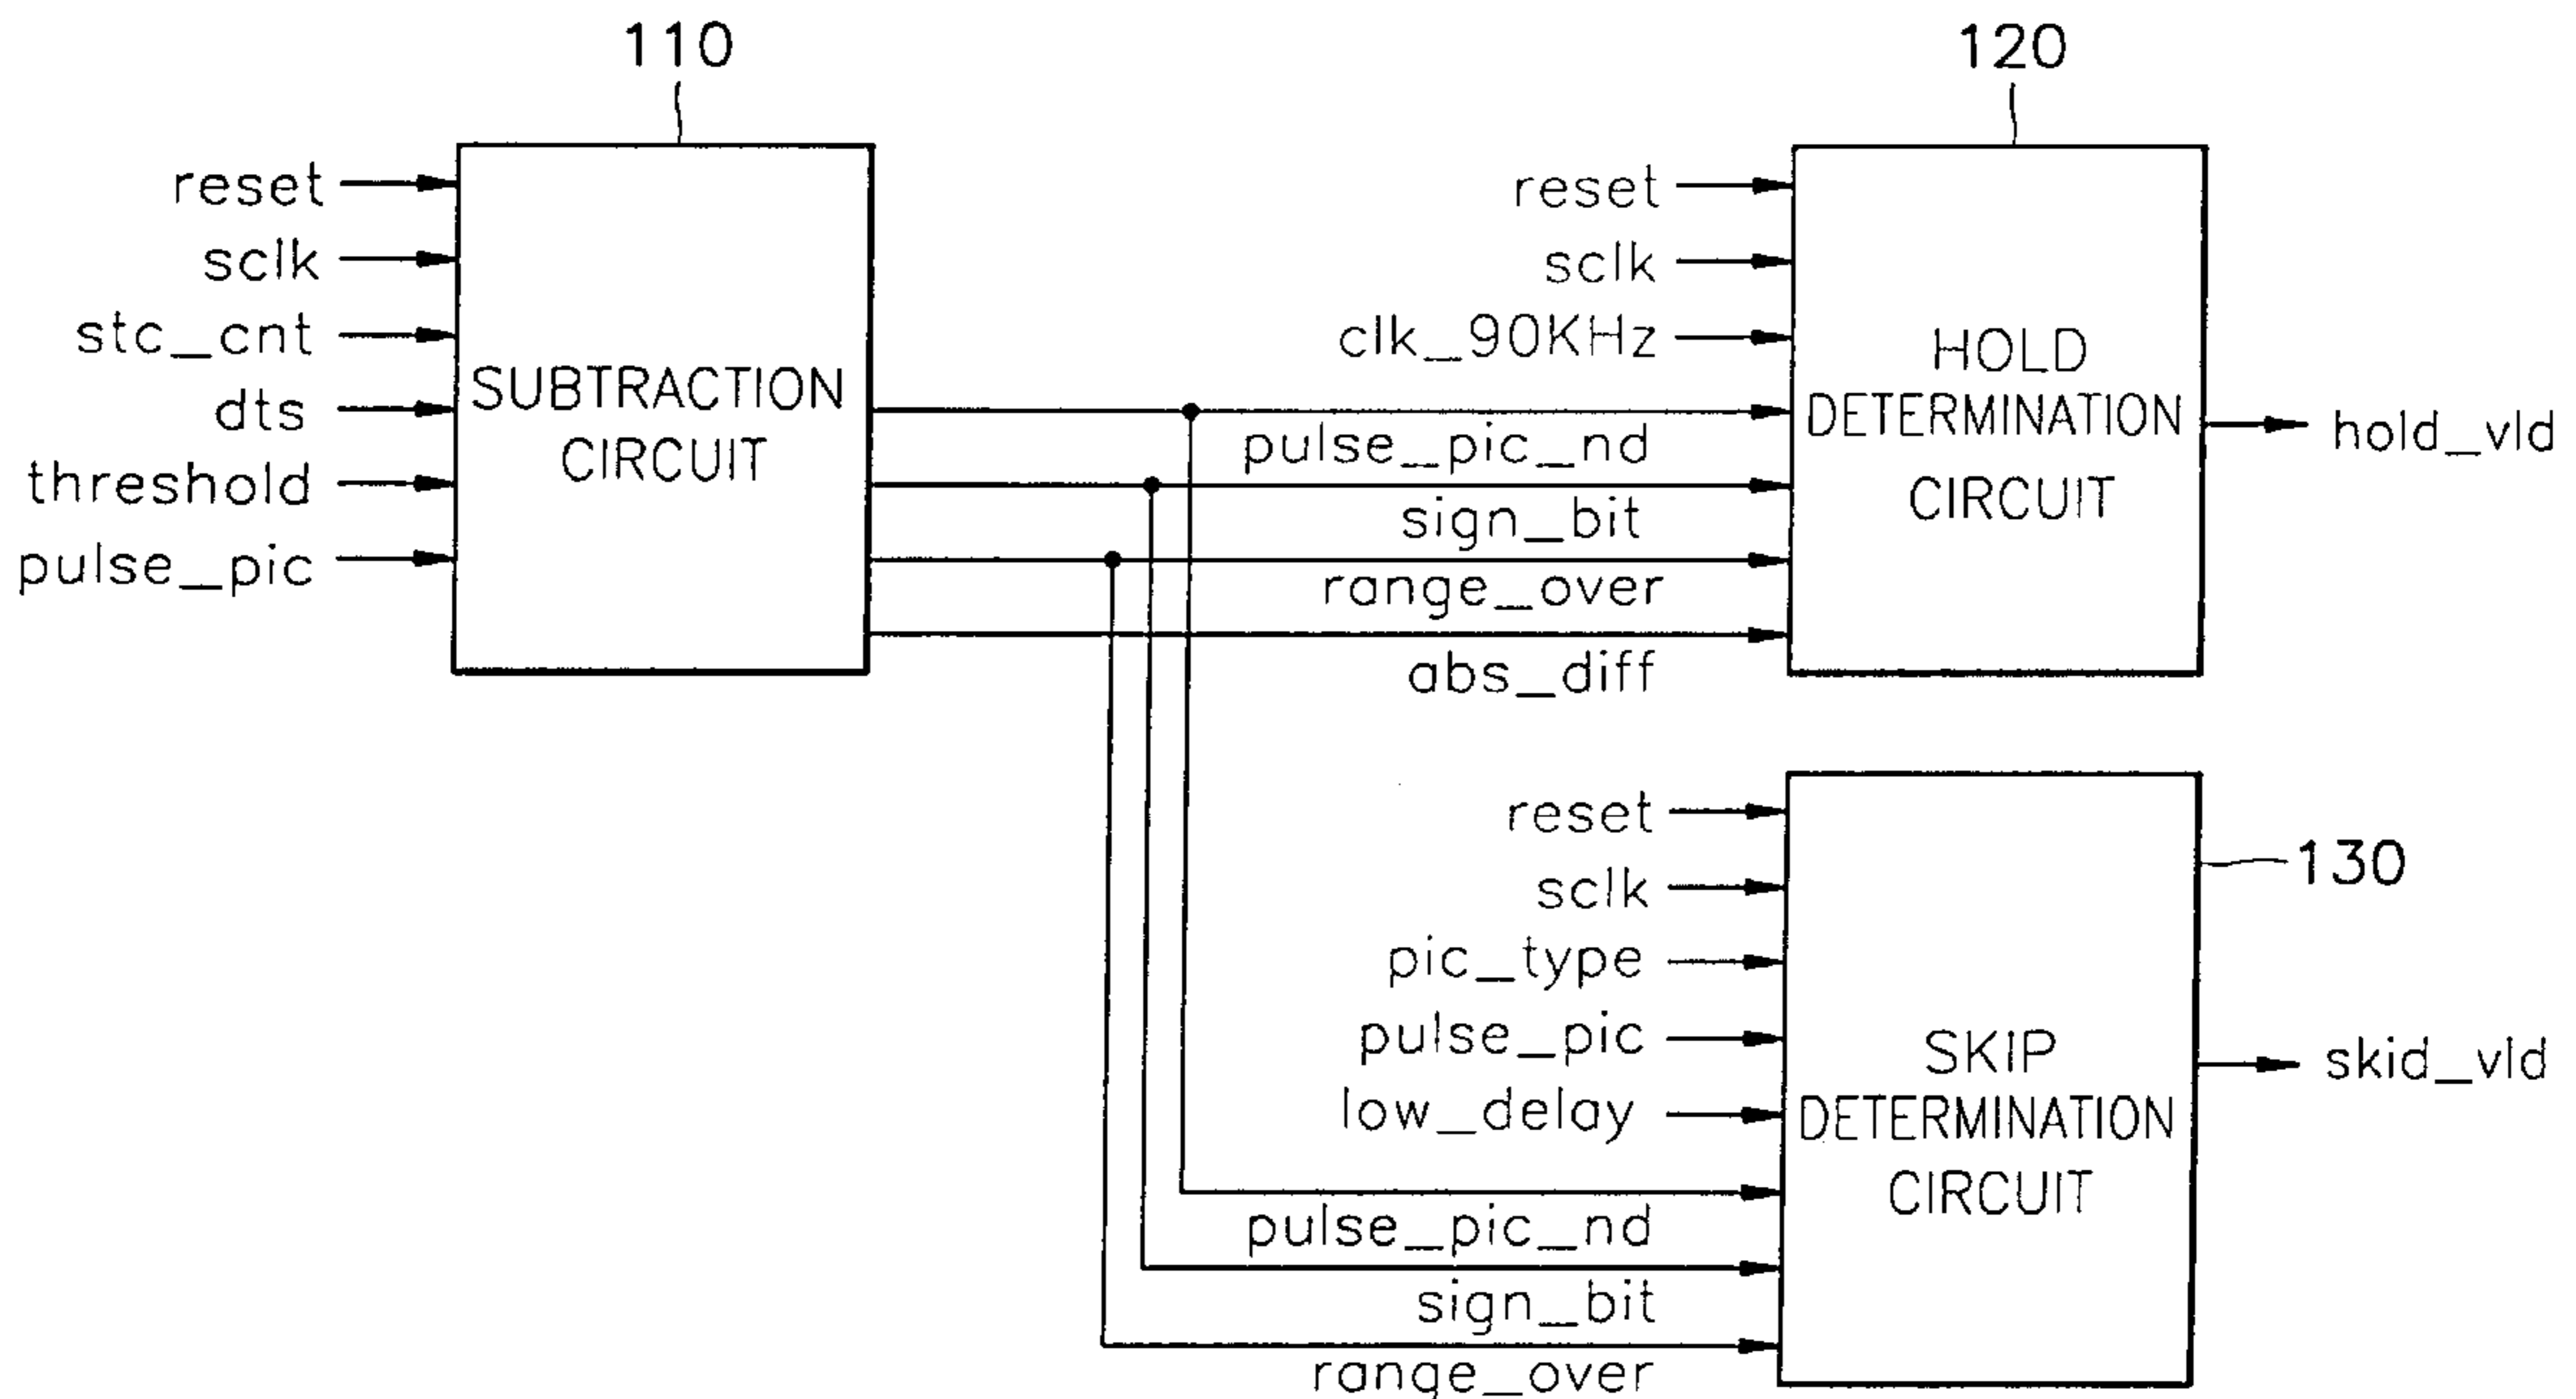 110
reset
sclk
stc_cnt
dts
threshold
pulse_pic
SUBTRACTION
CIRCUIT
120
reset
sclk
clk_90KHz
pulse_pic_nd
sign_bit
range_over
abs_diff
HOLD
DETERMINATION
CIRCUIT
hold_vld
130
reset
sclk
pic_type
pulse_pic
low_delay
pulse_pic_nd
sign_bit
range_over
SKIP
DETERMINATION
CIRCUIT
skid_vld